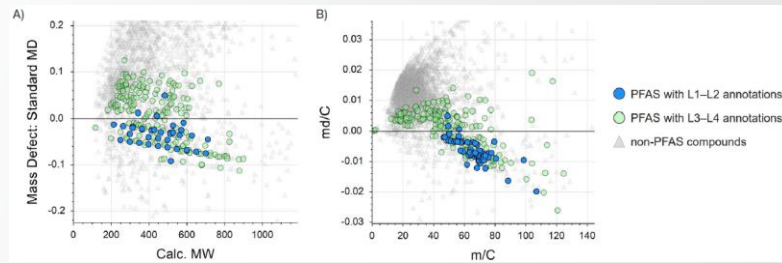 A)
B)
0.2
0.1
0.0
-0.1
-0.2
Mass Defect: Standard MD
0
200
400
600
800
1000
Calc. MW
0.03
0.02
0.01
0.00
-0.01
-0.02
-0.03
md/C
0
20
40
60
80
100
120
140
m/C
PFAS with L1–L2 annotations
PFAS with L3–L4 annotations
non-PFAS compounds